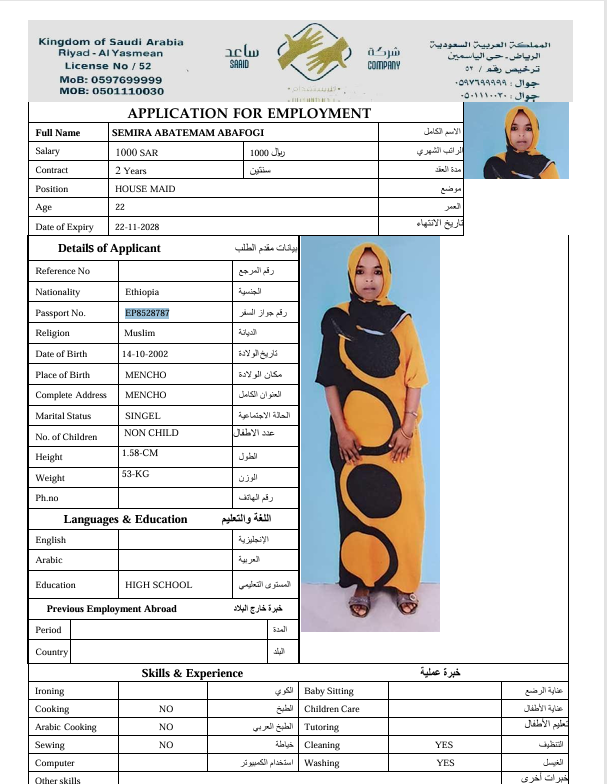 Kingdom of Saudi Arabia
Riyadh - Al Yasmean
License No / 52
MoB: 0597699999
MOB: 0501110030
ساعد
SAAID
شركة
COMPANY
المملكة العربية السعودية
الرياض - حي الياسمين
ترخيص رقم / ٥٢
جوال : ٠٥٩٧٦٩٩٩٩٩
جوال : ٠٥٠١١١٠٠٣٠
APPLICATION FOR EMPLOYMENT
Full Name SEMIRA ABATEMAM ABAFOGI الاسم الكامل
Salary 1000 SAR 1000 ريال الراتب الشهري
Contract 2 Years سنتين مدة العقد
Position HOUSE MAID موضع
Age 22 العمر
Date of Expiry 22-11-2028 تاريخ الانتهاء
Details of Applicant بيانات مقدم الطلب
Reference No رقم المرجع
Nationality Ethiopia الجنسية
Passport No. EP8528787 رقم جواز السفر
Religion Muslim الديانة
Date of Birth 14-10-2002 تاريخ الولادة
Place of Birth MENCHO مكان الولادة
Complete Address MENCHO العنوان الكامل
Marital Status SINGEL الحالة الاجتماعية
No. of Children NON CHILD عدد الاطفال
Height 1.58-CM الطول
Weight 53-KG الوزن
Ph.no رقم الهاتف
Languages & Education اللغة والتعليم
English الإنجليزية
Arabic العربية
Education HIGH SCHOOL المستوى التعليمي
Previous Employment Abroad خبرة خارج البلاد
Period المدة
Country البلد
Skills & Experience خبرة عملية
Ironing الكوي Baby Sitting عناية الرضع
Cooking NO الطبخ Children Care عناية الأطفال
Arabic Cooking NO الطبخ العربي Tutoring تعليم الأطفال
Sewing NO خياطة Cleaning YES التنظيف
Computer استخدام الكمبيوتر Washing YES الغسيل
Other skills خبرات أخرى